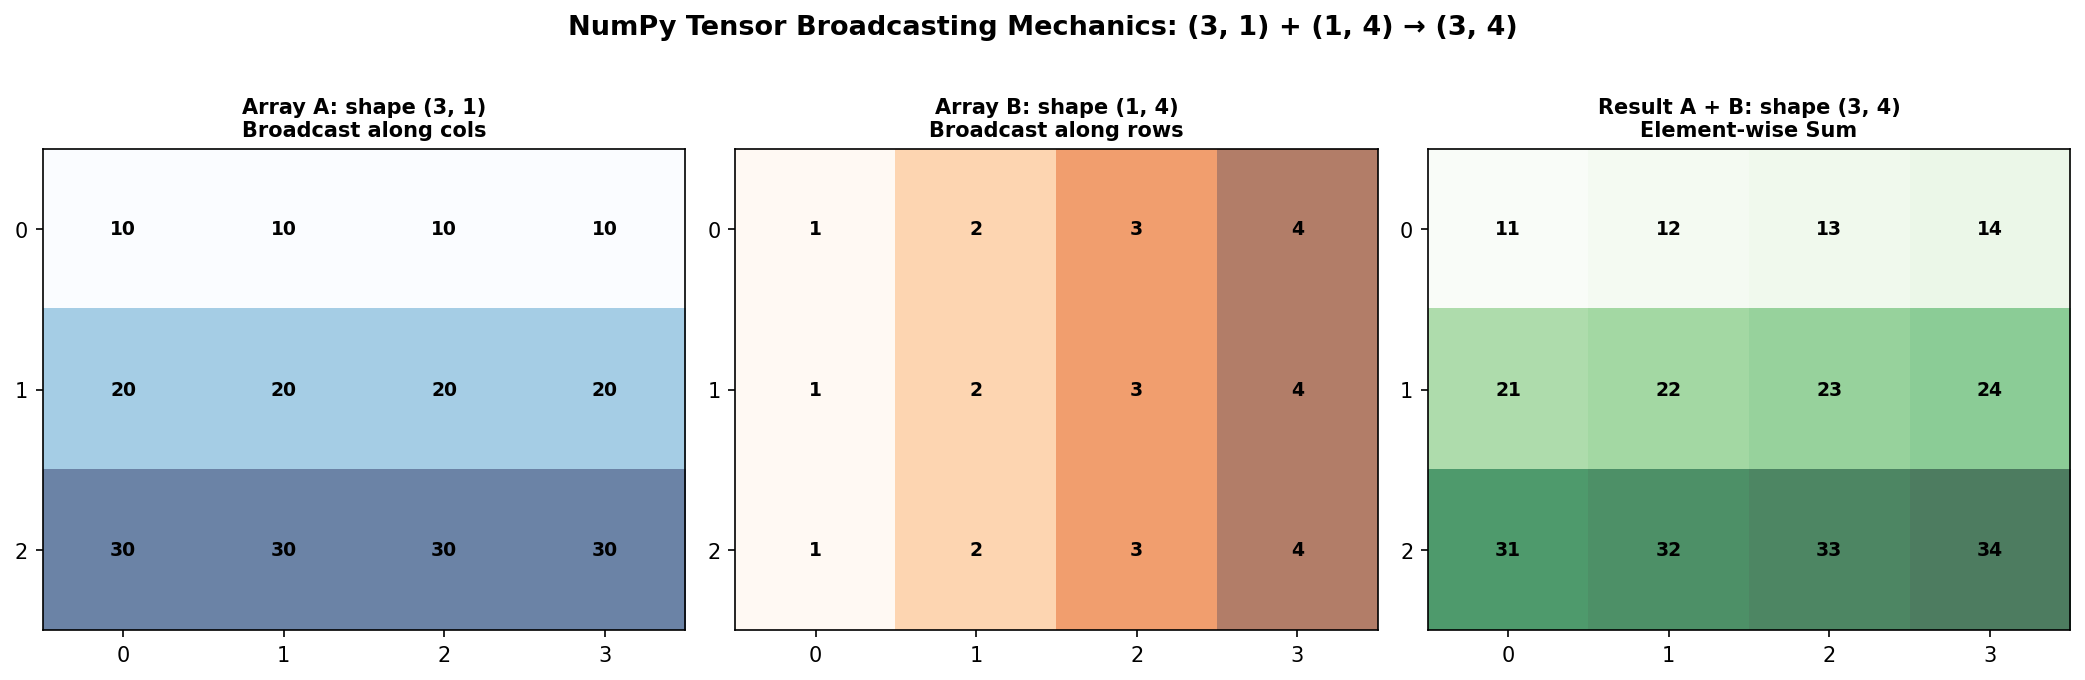 NumPy Tensor Broadcasting Mechanics: (3, 1) + (1, 4) → (3, 4)
Array A: shape (3, 1)
Broadcast along cols
0
10 10 10 10
1
20 20 20 20
2
30 30 30 30
0 1 2 3
Array B: shape (1, 4)
Broadcast along rows
0
1 2 3 4
1
1 2 3 4
2
1 2 3 4
0 1 2 3
Result A + B: shape (3, 4)
Element-wise Sum
0
11 12 13 14
1
21 22 23 24
2
31 32 33 34
0 1 2 3